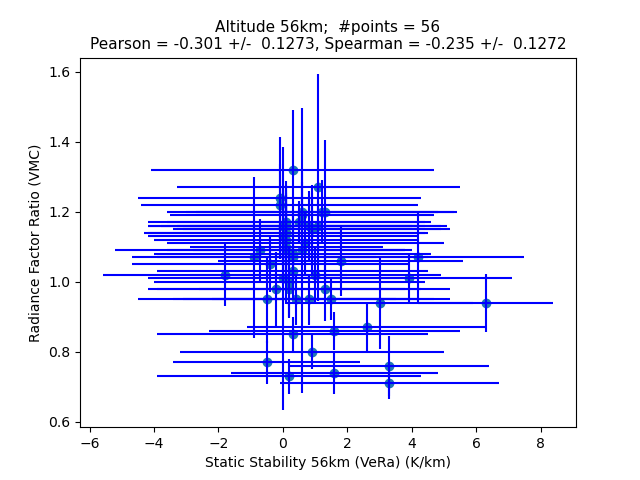 Altitude 56km;  #points = 56
Pearson = -0.301 +/-  0.1273, Spearman = -0.235 +/-  0.1272
1.6
1.4
1.2
1.0
0.8
0.6
Radiance Factor Ratio (VMC)
−6 −4 −2 0 2 4 6 8
Static Stability 56km (VeRa) (K/km)